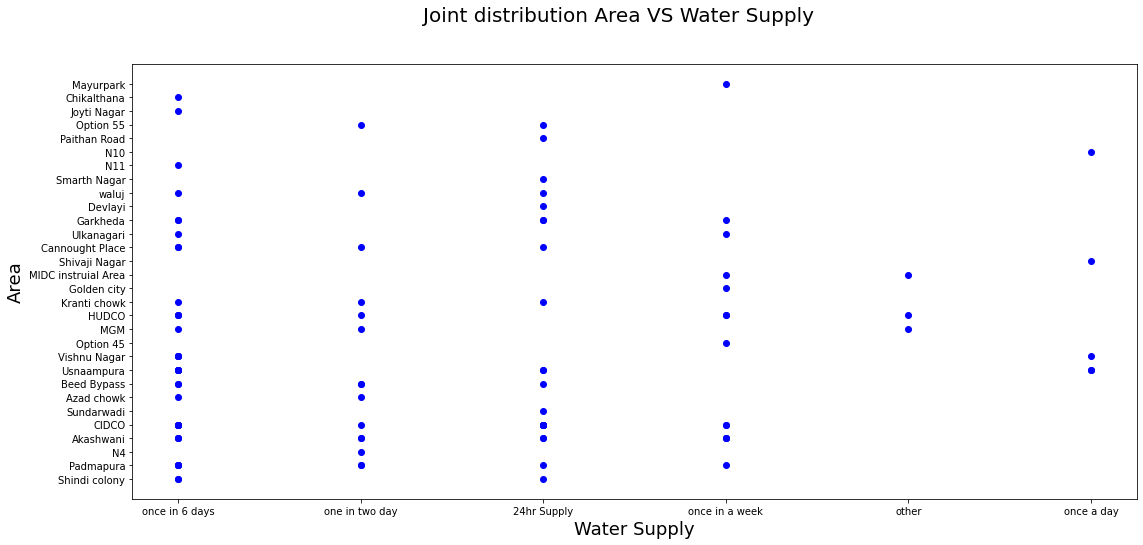 Joint distribution Area VS Water Supply
Mayurpark
Chikalthana
Joyti Nagar
Option 55
Paithan Road
N10
N11
Smarth Nagar
waluj
Devlayi
Garkheda
Ulkanagari
Cannought Place
Shivaji Nagar
MIDC instruial Area
Golden city
Kranti chowk
HUDCO
MGM
Option 45
Vishnu Nagar
Usnaampura
Beed Bypass
Azad chowk
Sundarwadi
CIDCO
Akashwani
N4
Padmapura
Shindi colony
Area
once in 6 days one in two day 24hr Supply once in a week other once a day
Water Supply